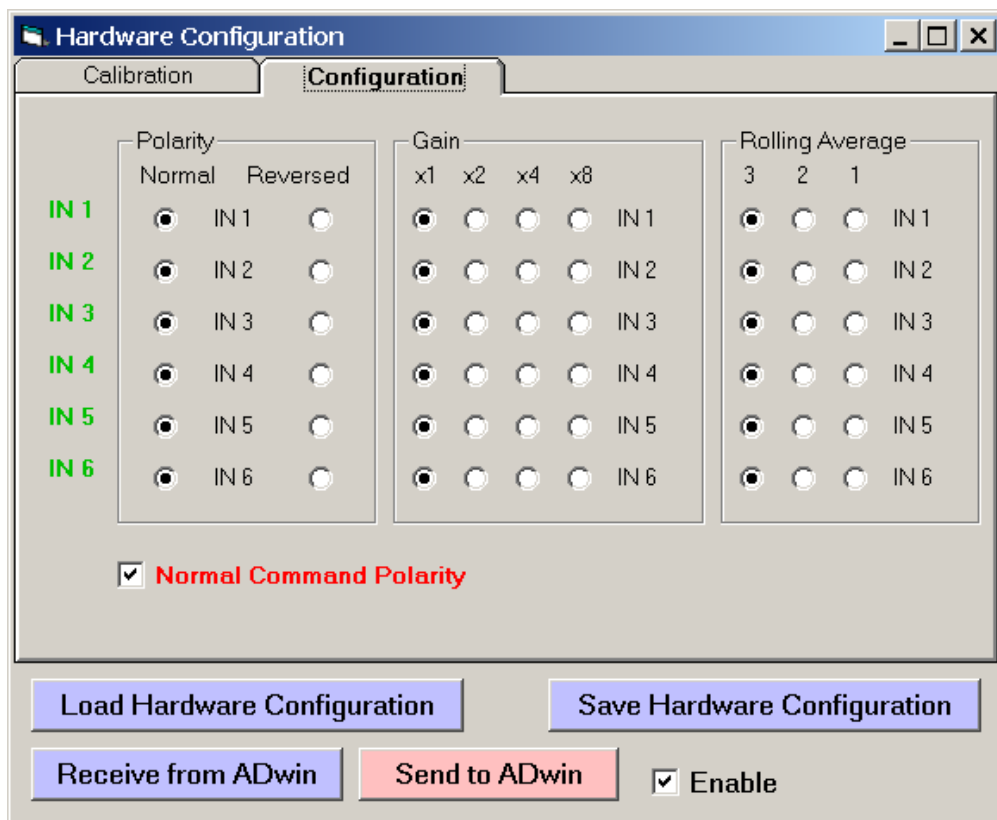 Hardware Configuration
Calibration Configuration
Polarity Gain Rolling Average
Normal Reversed x1 x2 x4 x8 3 2 1
IN 1 IN 1 IN 1 IN 1
IN 2 IN 2 IN 2 IN 2
IN 3 IN 3 IN 3 IN 3
IN 4 IN 4 IN 4 IN 4
IN 5 IN 5 IN 5 IN 5
IN 6 IN 6 IN 6 IN 6
Normal Command Polarity
Load Hardware Configuration Save Hardware Configuration
Receive from ADwin Send to ADwin Enable